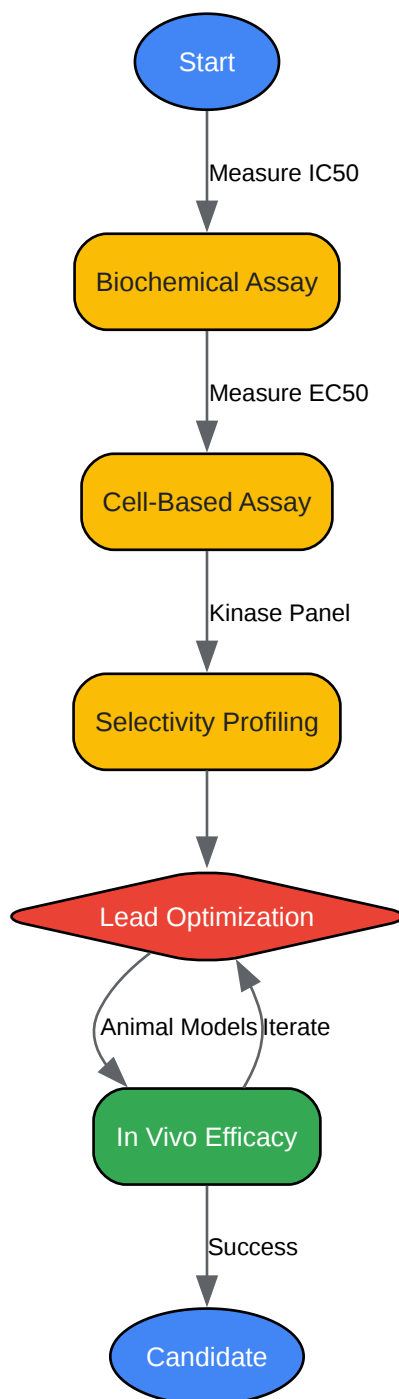 Start
Measure IC50
Biochemical Assay
Measure EC50
Cell-Based Assay
Kinase Panel
Selectivity Profiling
Lead Optimization
Animal Models
Iterate
In Vivo Efficacy
Success
Candidate